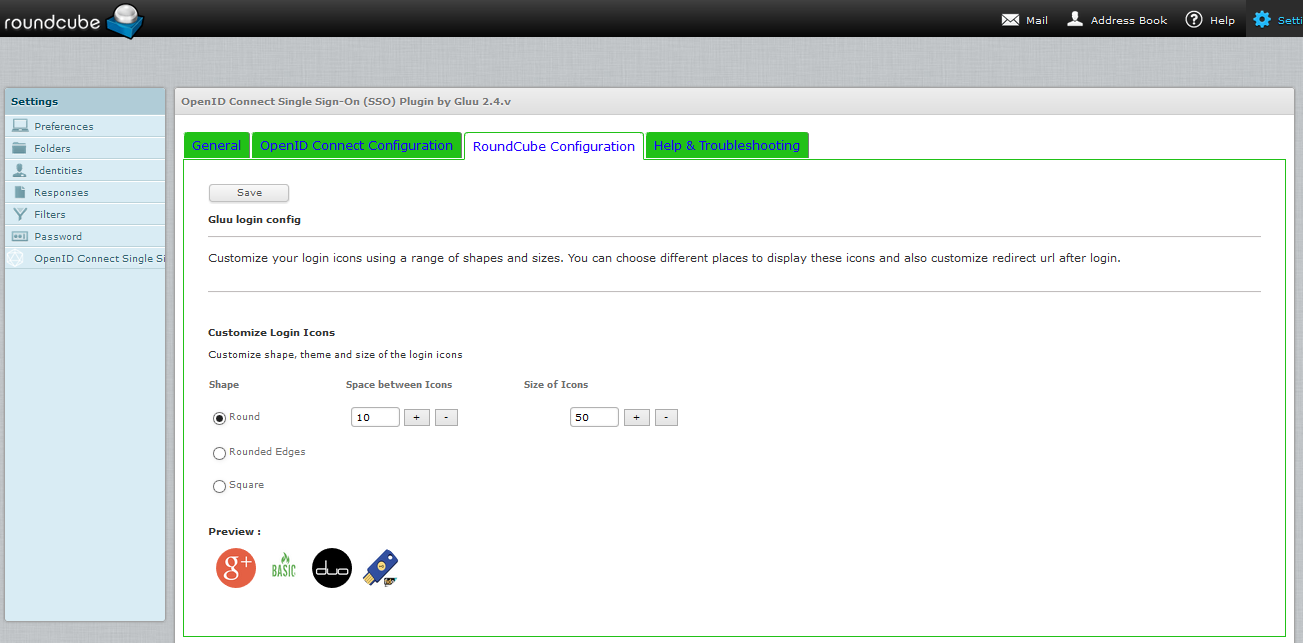 roundcube
Mail Address Book Help Setti
Settings
Preferences
Folders
Identities
Responses
Filters
Password
OpenID Connect Single Si
OpenID Connect Single Sign-On (SSO) Plugin by Gluu 2.4.v
General OpenID Connect Configuration RoundCube Configuration Help & Troubleshooting
Save
Gluu login config
Customize your login icons using a range of shapes and sizes. You can choose different places to display these icons and also customize redirect url after login.
Customize Login Icons
Customize shape, theme and size of the login icons
Shape Space between Icons Size of Icons
Round 10 + - 50 + -
Rounded Edges
Square
Preview :
g+ BASIC duo